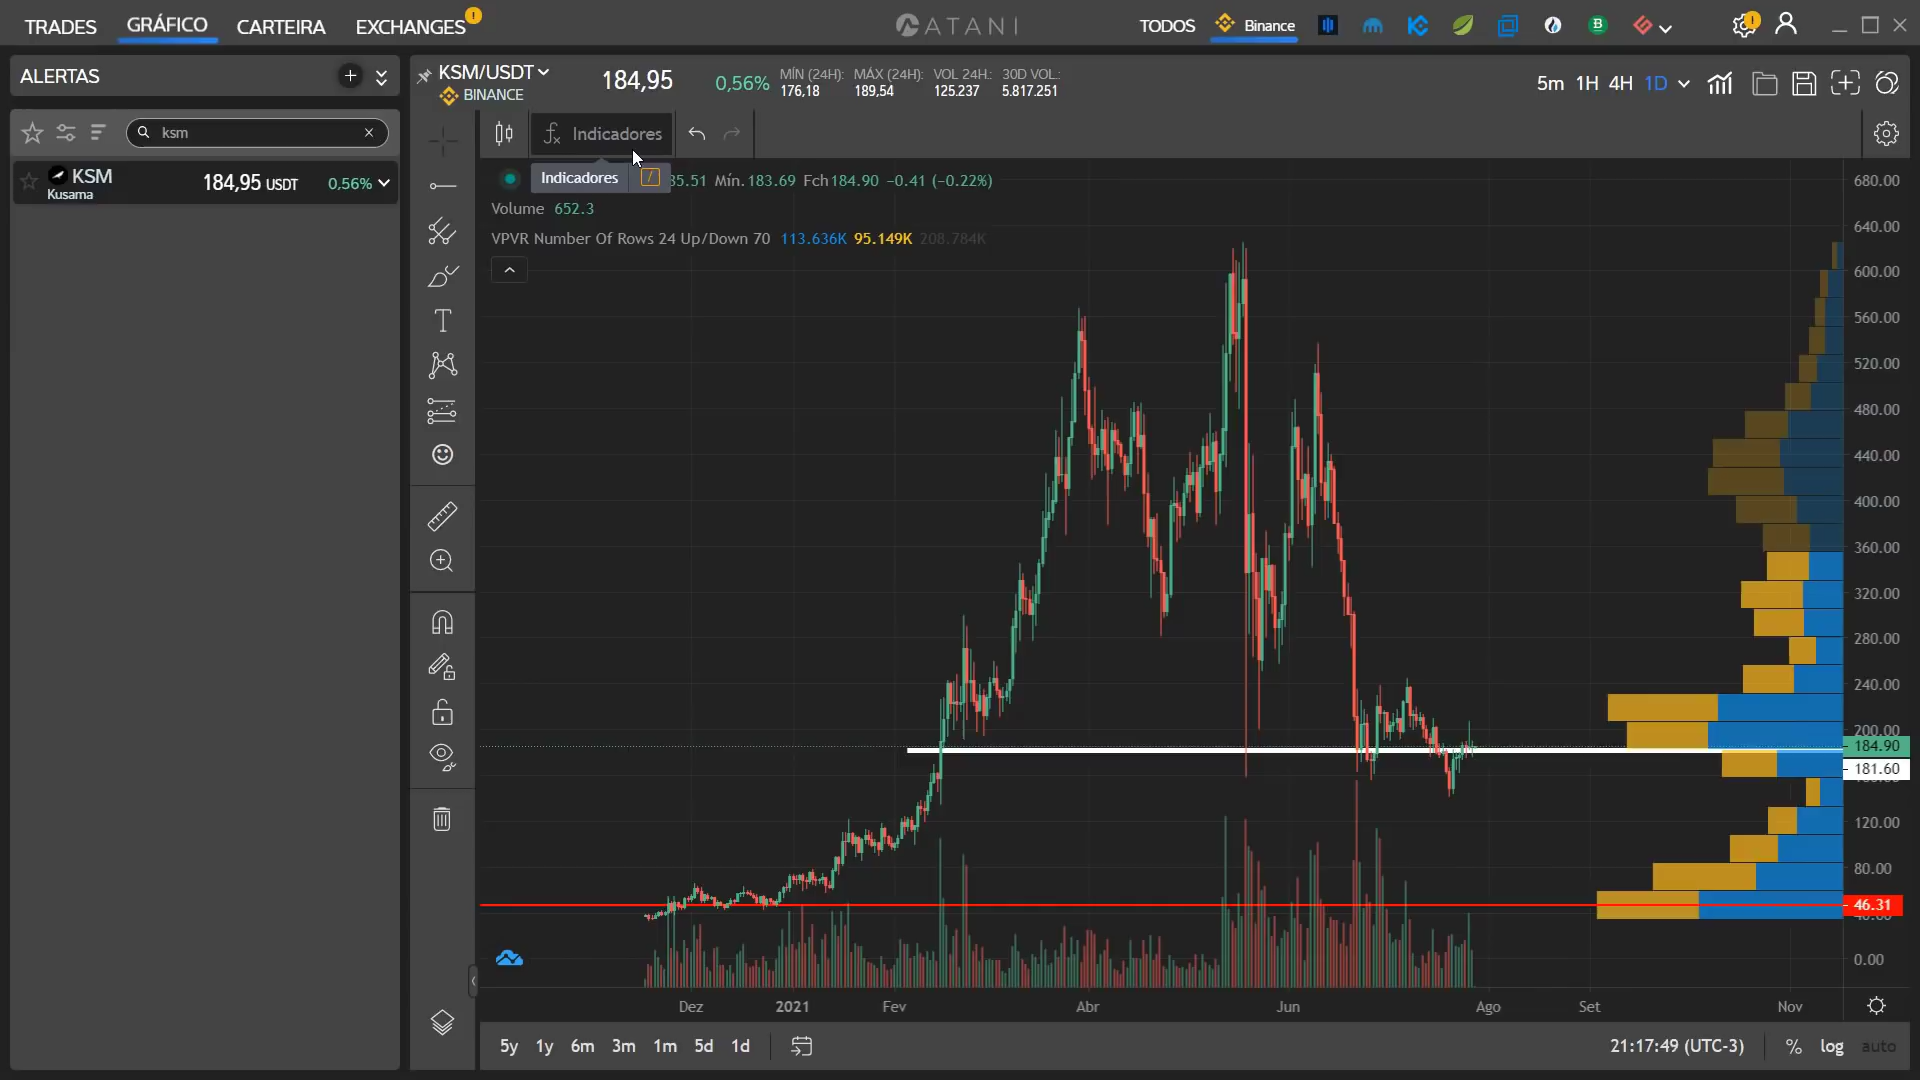 TRADES GRÁFICO CARTEIRA EXCHANGES ! ATANI TODOS Binance
ALERTAS
ksm
KSM 184,95 USDT 0,56%
Kusama
KSM/USDT 184,95 0,56% MÍN (24H): MÁX (24H): VOL 24H: 30D VOL.:
BINANCE 176,18 189,54 125.237 5.817.251
5m 1H 4H 1D
Indicadores
Indicadores /
35.51 Mín. 183.69 Fch 184.90 −0.41 (−0.22%)
Volume 652.3
VPVR Number Of Rows 24 Up/Down 70 113.636K 95.149K 208.784K
680.00
640.00
600.00
560.00
520.00
480.00
440.00
400.00
360.00
320.00
280.00
240.00
200.00
184.90
181.60
120.00
80.00
46.31
0.00
Dez 2021 Fev Abr Jun Ago Set Nov
5y 1y 6m 3m 1m 5d 1d
21:17:49 (UTC-3) % log auto